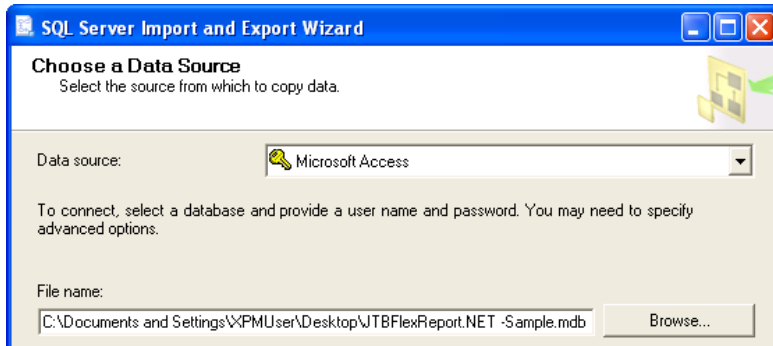 SQL Server Import and Export Wizard
Choose a Data Source
Select the source from which to copy data.
Data source:
Microsoft Access
To connect, select a database and provide a user name and password. You may need to specify
advanced options.
File name:
C:\Documents and Settings\XPMUser\Desktop\JTBFlexReport.NET -Sample.mdb
Browse...